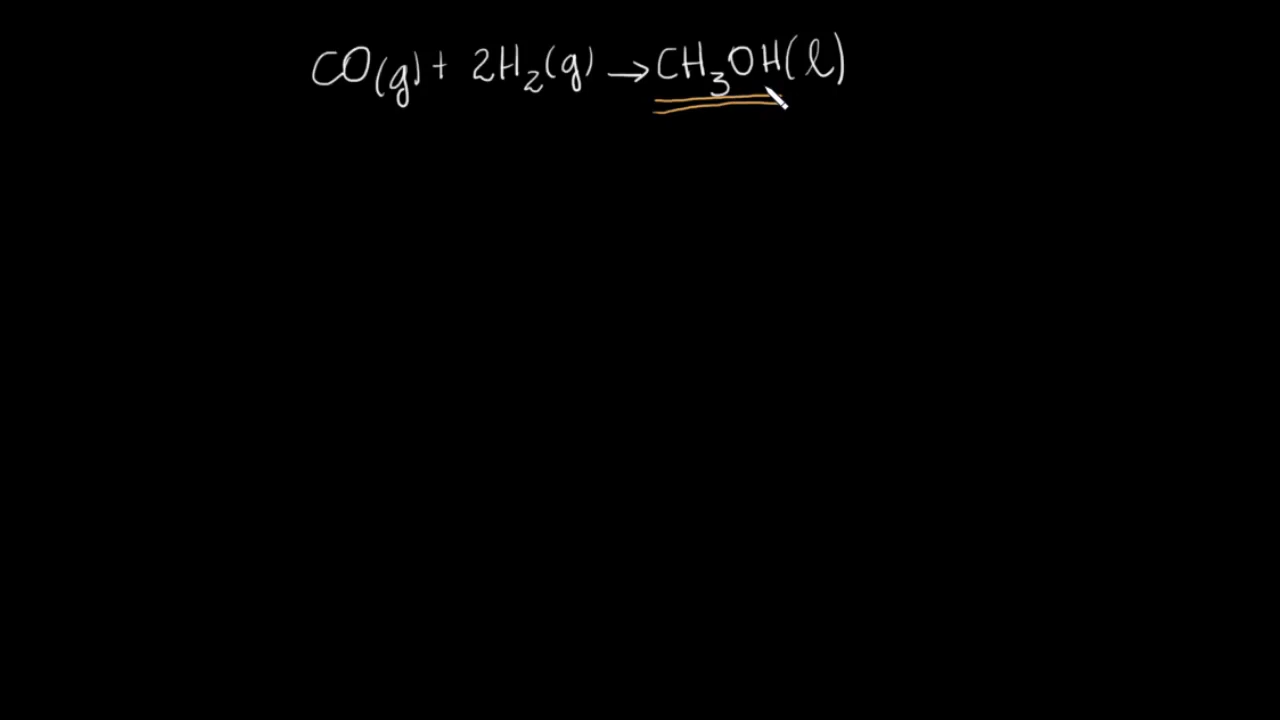 CO(g) + 2H₂(g) → CH₃OH(l)